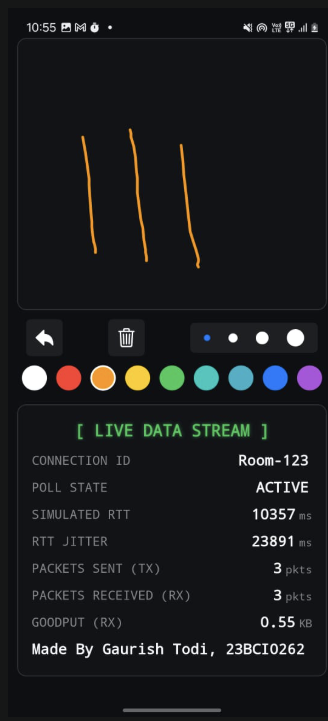 10:55
[ LIVE DATA STREAM ]
CONNECTION ID Room-123
POLL STATE ACTIVE
SIMULATED RTT 10357 ms
RTT JITTER 23891 ms
PACKETS SENT (TX) 3 pkts
PACKETS RECEIVED (RX) 3 pkts
GOODPUT (RX) 0.55 KB
Made By Gaurish Todi, 23BCI0262